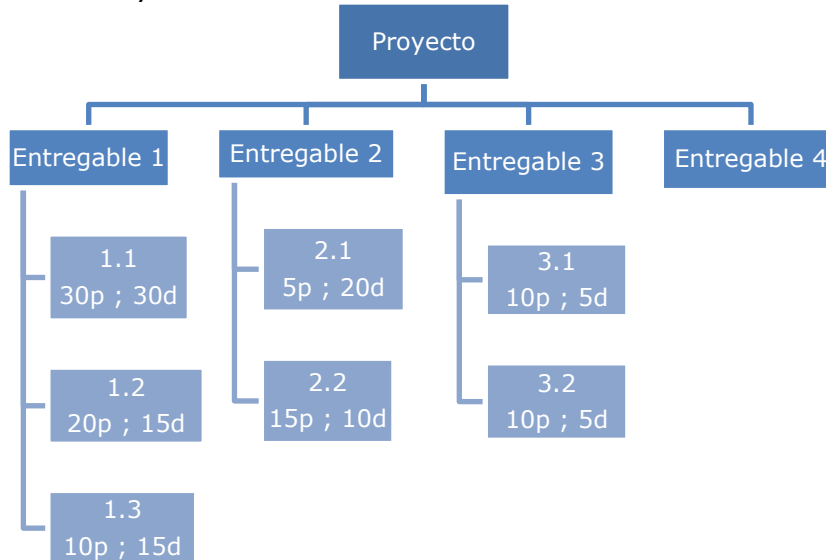 Proyecto
Entregable 1
Entregable 2
Entregable 3
Entregable 4
1.1
30p ; 30d
1.2
20p ; 15d
1.3
10p ; 15d
2.1
5p ; 20d
2.2
15p ; 10d
3.1
10p ; 5d
3.2
10p ; 5d